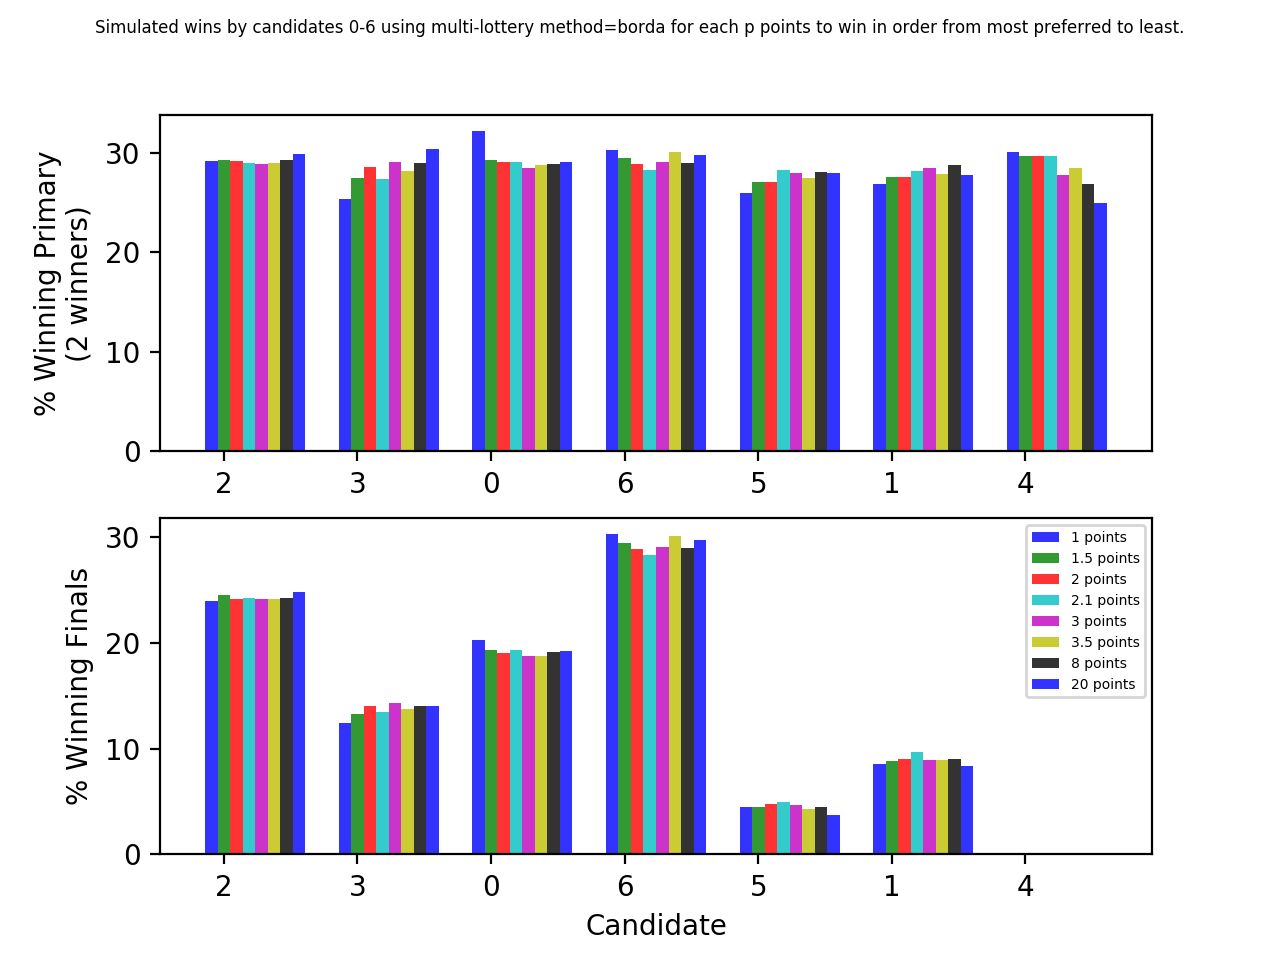 Simulated wins by candidates 0-6 using multi-lottery method=borda for each p points to win in order from most preferred to least.
% Winning Primary
(2 winners)
30
20
10
0
2 3 0 6 5 1 4
% Winning Finals
30
20
10
0
1 points
1.5 points
2 points
2.1 points
3 points
3.5 points
8 points
20 points
2 3 0 6 5 1 4
Candidate